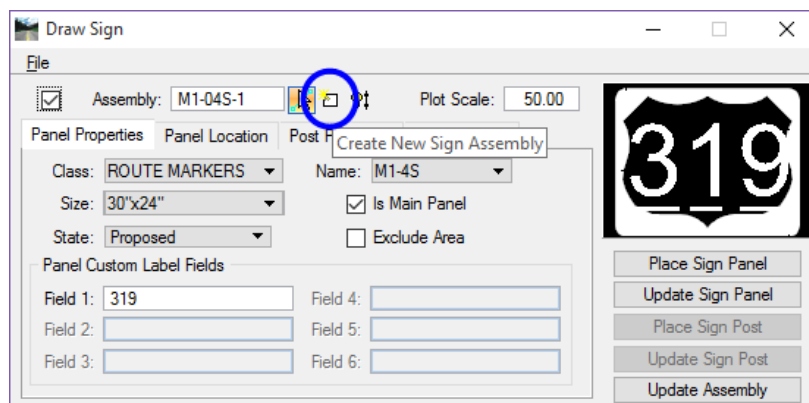 Draw Sign
File
Assembly: M1-04S-1 Plot Scale: 50.00
Panel Properties Panel Location Post
Create New Sign Assembly
Class: ROUTE MARKERS Name: M1-4S
Size: 30"x24" Is Main Panel
State: Proposed Exclude Area
Panel Custom Label Fields
Field 1: 319 Field 4:
Field 2: Field 5:
Field 3: Field 6:
319
Place Sign Panel
Update Sign Panel
Place Sign Post
Update Sign Post
Update Assembly